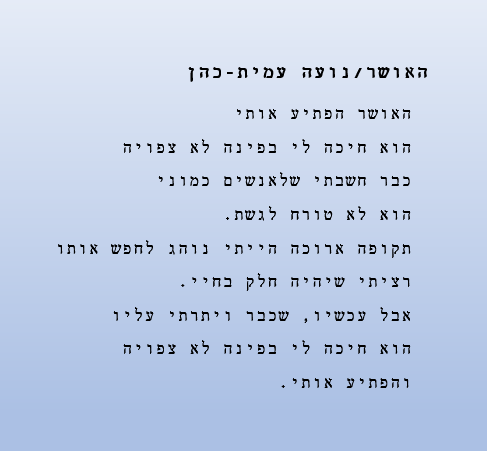 האושר/נועה עמית-כהן
האושר הפתיע אותי
הוא חיכה לי בפינה לא צפויה
כבר חשבתי שלאנשים כמוני
הוא לא טורח לגשת.
תקופה ארוכה הייתי נוהג לחפש אותו
רציתי שיהיה חלק בחיי.
אבל עכשיו, שכבר ויתרתי עליו
הוא חיכה לי בפינה לא צפויה
והפתיע אותי.